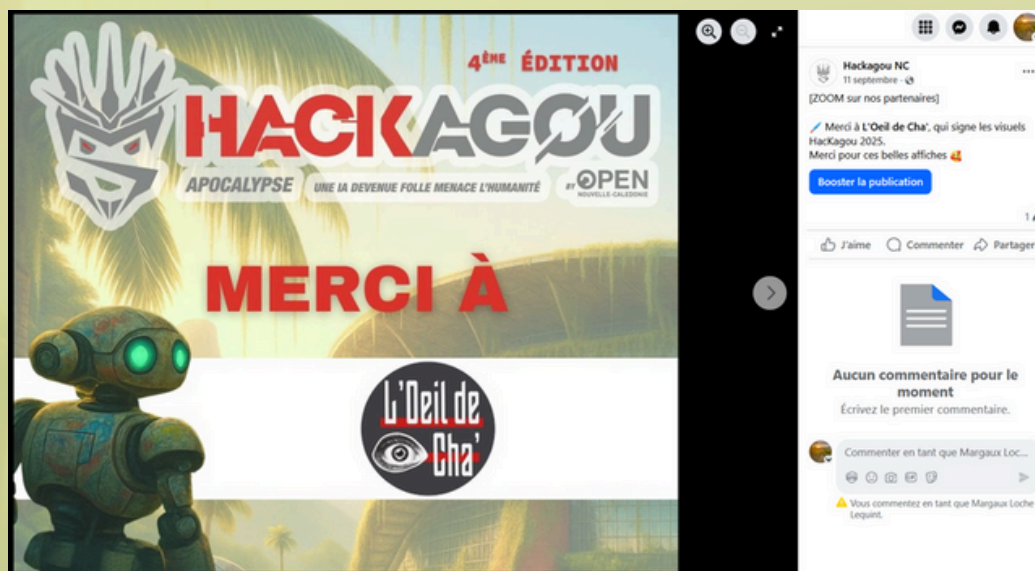 4ÈME ÉDITION
HACKAGOU
APOCALYPSE UNE IA DEVENUE FOLLE MENACE L'HUMANITÉ BY OPEN
NOUVELLE-CALÉDONIE
MERCI À
L'Oeil de
Cha'
Hackagou NC
11 septembre
[ZOOM sur nos partenaires]
Merci à L'Oeil de Cha', qui signe les visuels
HacKagou 2025.
Merci pour ces belles affiches
Booster la publication
1
J'aime Commenter Partager
Aucun commentaire pour le
moment
Écrivez le premier commentaire.
Commenter en tant que Margaux Loc...
Vous commentez en tant que Margaux Loche
Lequint.